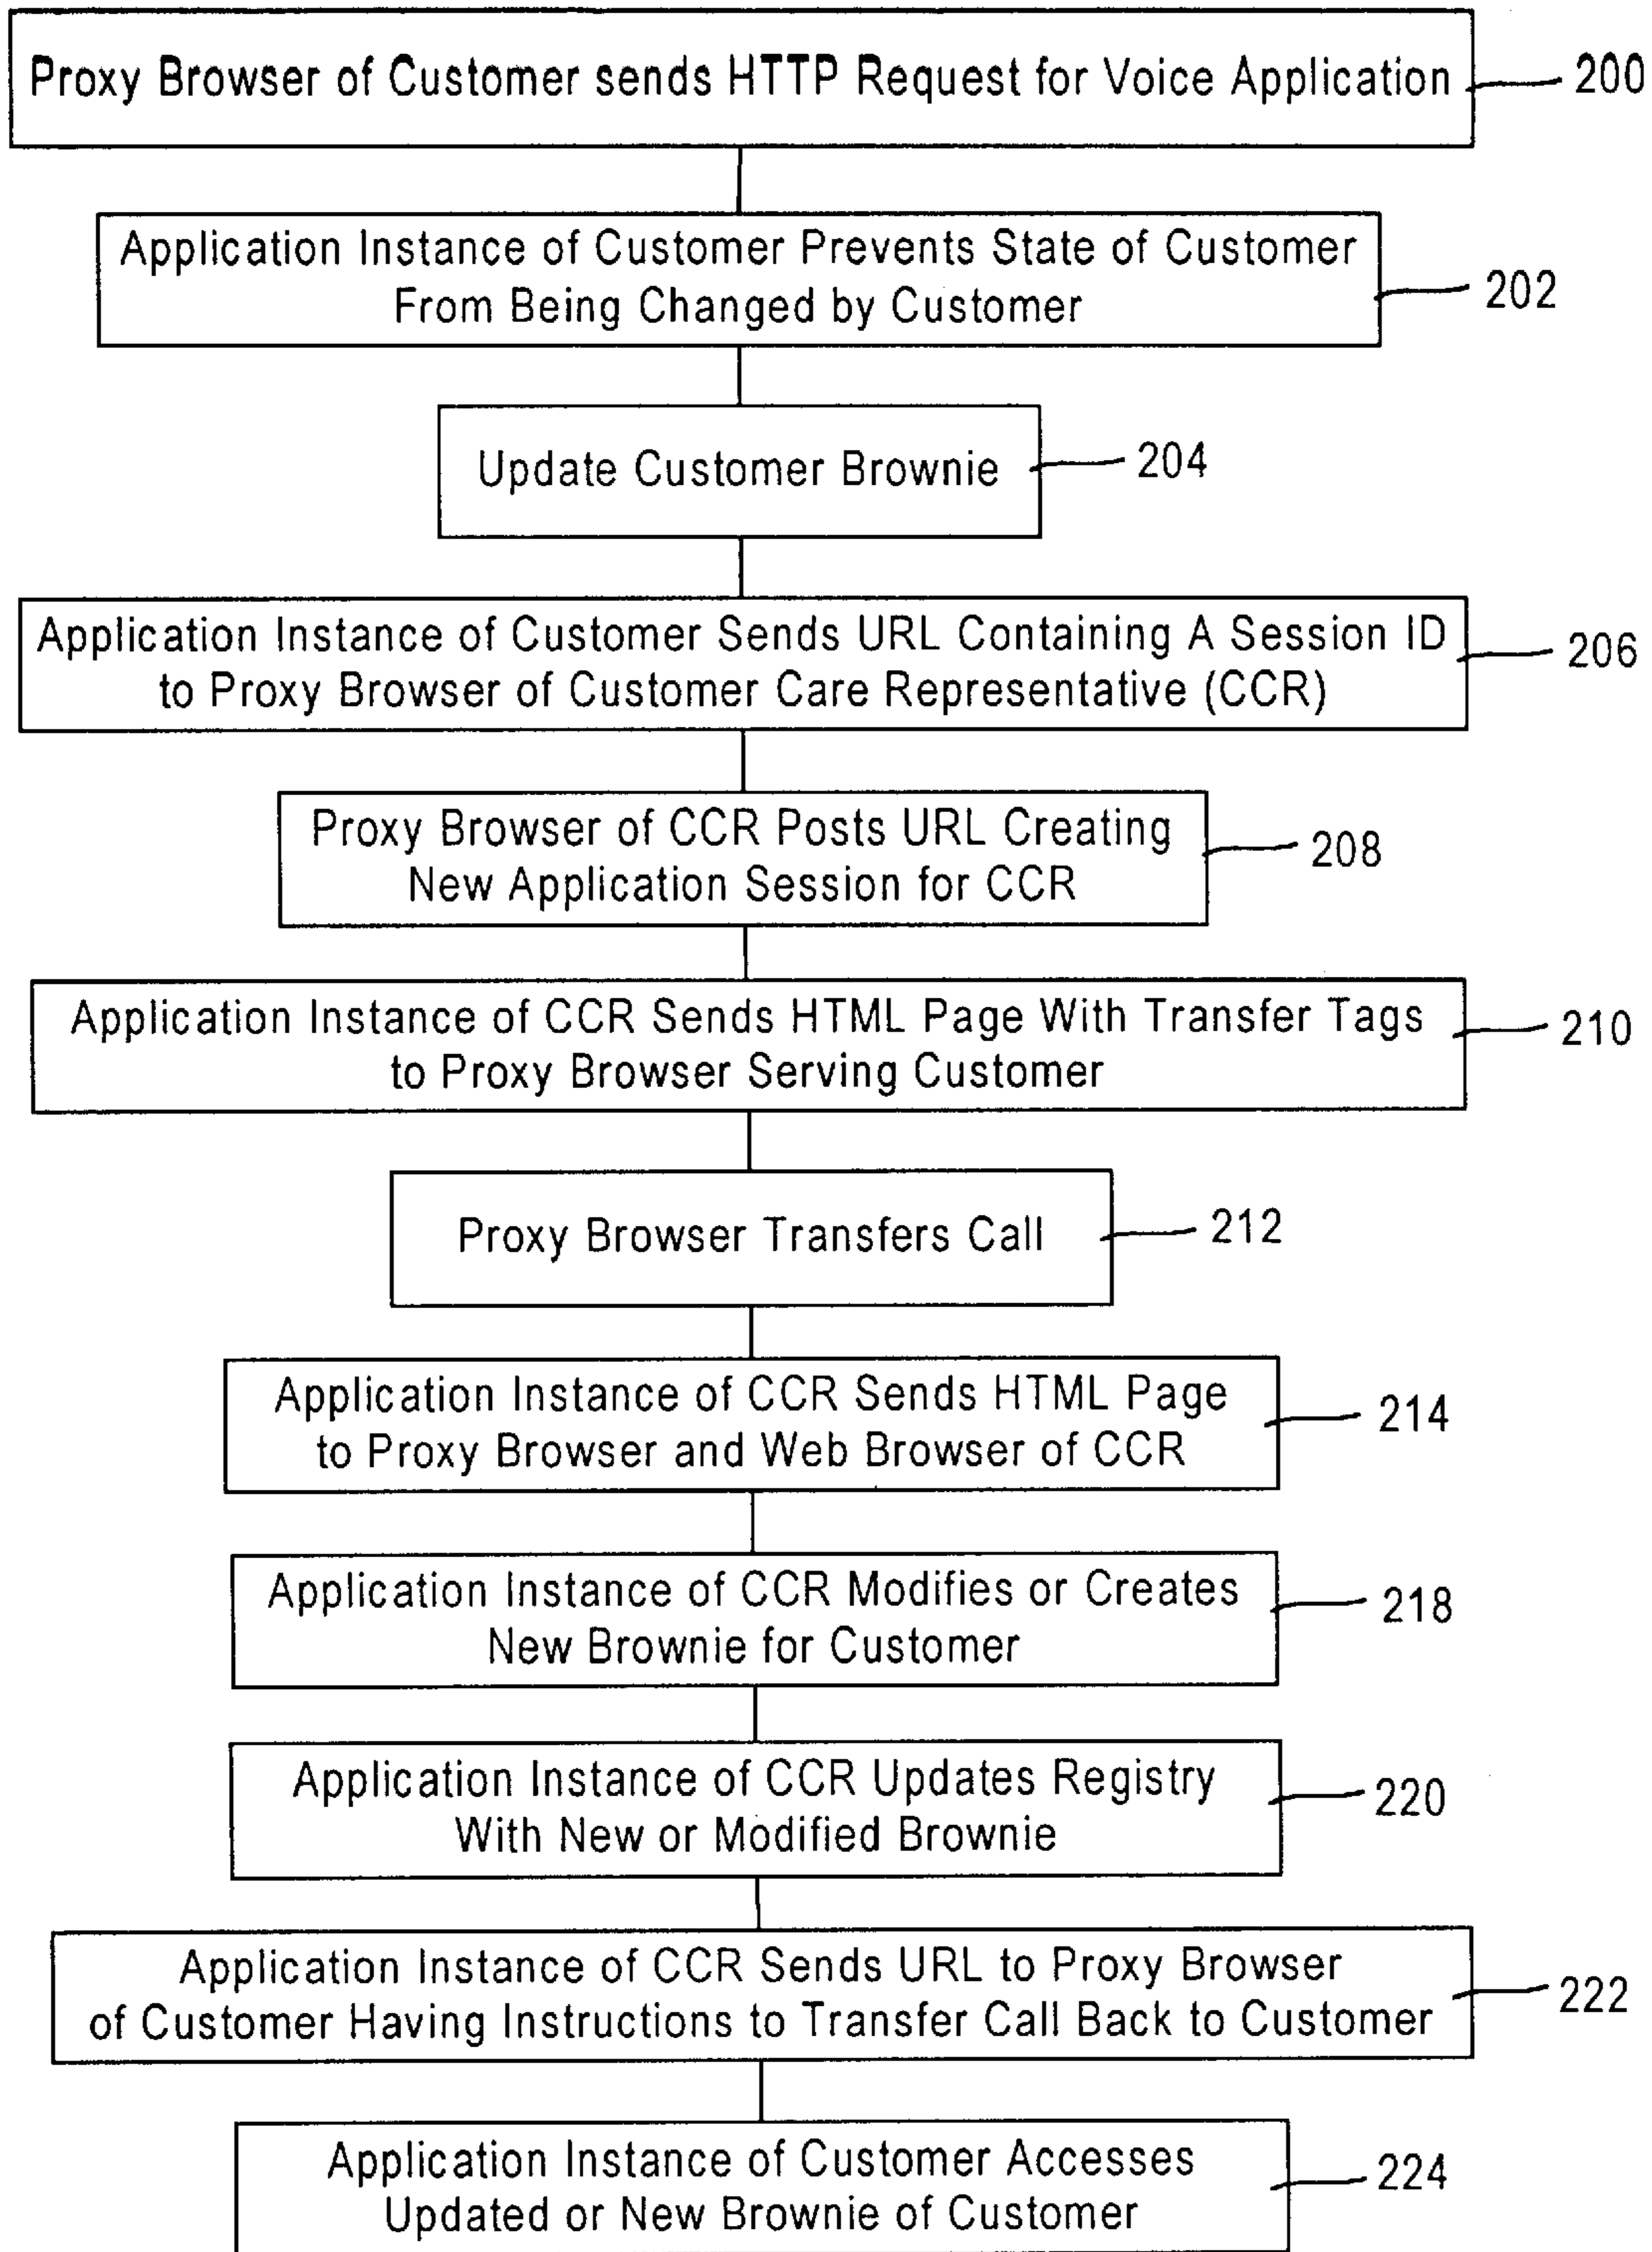 Proxy Browser of Customer sends HTTP Request for Voice Application
200
Application Instance of Customer Prevents State of Customer
From Being Changed by Customer
202
Update Customer Brownie
204
Application Instance of Customer Sends URL Containing A Session ID
to Proxy Browser of Customer Care Representative (CCR)
206
Proxy Browser of CCR Posts URL Creating
New Application Session for CCR
208
Application Instance of CCR Sends HTML Page With Transfer Tags
to Proxy Browser Serving Customer
210
Proxy Browser Transfers Call
212
Application Instance of CCR Sends HTML Page
to Proxy Browser and Web Browser of CCR
214
Application Instance of CCR Modifies or Creates
New Brownie for Customer
218
Application Instance of CCR Updates Registry
With New or Modified Brownie
220
Application Instance of CCR Sends URL to Proxy Browser
of Customer Having Instructions to Transfer Call Back to Customer
222
Application Instance of Customer Accesses
Updated or New Brownie of Customer
224